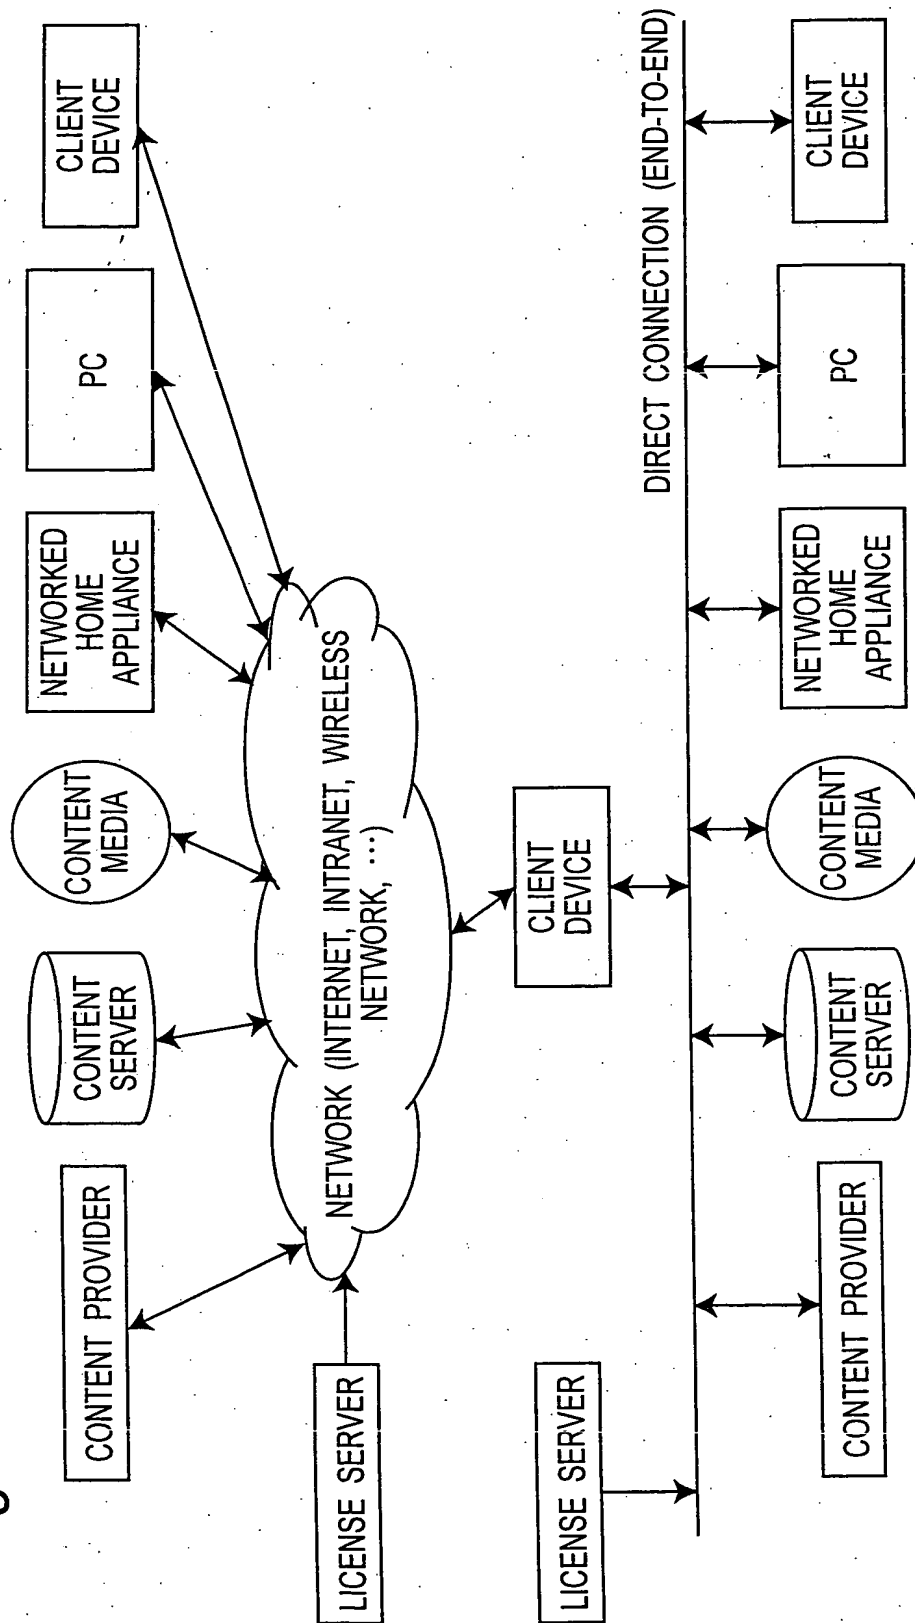 CONTENT PROVIDER
CONTENT
SERVER
CONTENT
MEDIA
NETWORKED
HOME
APPLIANCE
PC
CLIENT
DEVICE
LICENSE SERVER
NETWORK (INTERNET, INTRANET, WIRELESS
NETWORK, ···)
CLIENT
DEVICE
LICENSE SERVER
DIRECT CONNECTION (END-TO-END)
CONTENT PROVIDER
CONTENT
SERVER
CONTENT
MEDIA
NETWORKED
HOME
APPLIANCE
PC
CLIENT
DEVICE